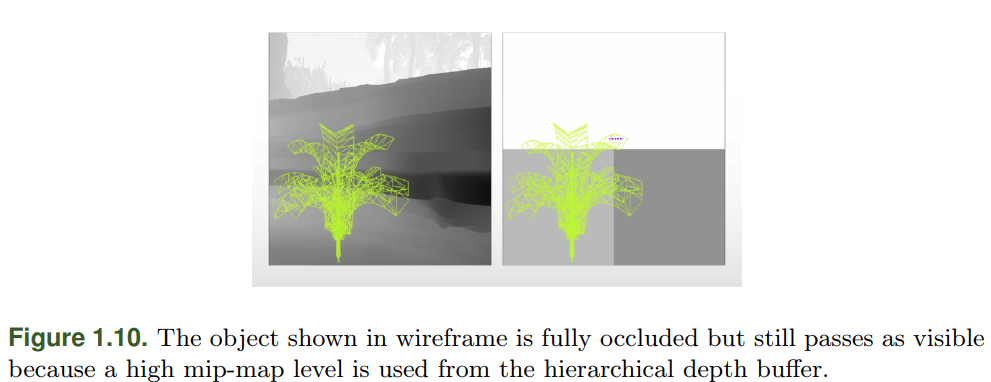 Figure 1.10. The object shown in wireframe is fully occluded but still passes as visible
because a high mip-map level is used from the hierarchical depth buffer.